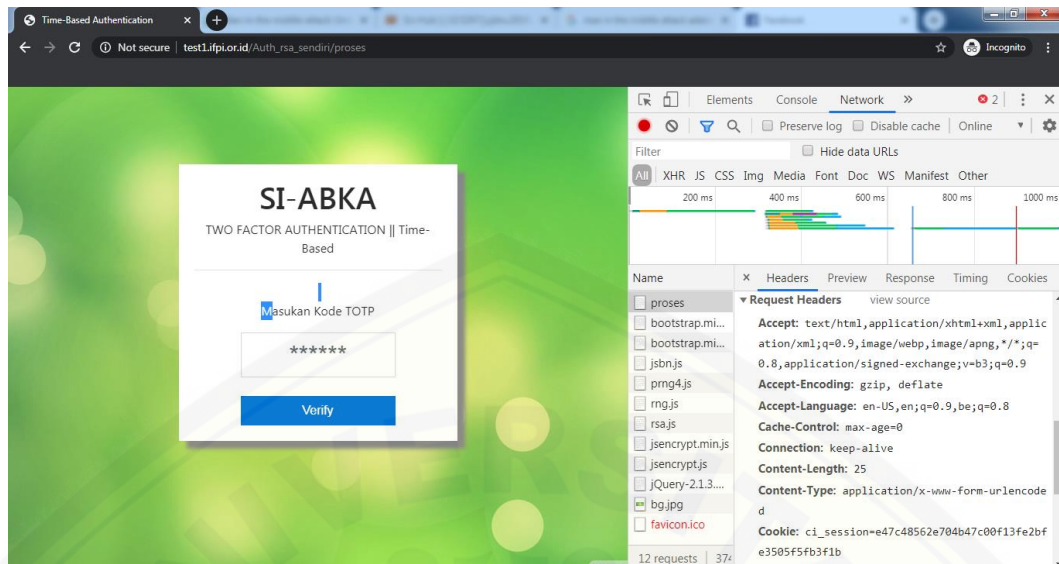 Time-Based Authentication
Not secure | test1.ifpi.or.id/Auth_rsa_sendiri/proses
Incognito
SI-ABKA
TWO FACTOR AUTHENTICATION || Time-
Based
Masukan Kode TOTP
******
Verify
Elements Console Network » 2
Preserve log Disable cache Online
Filter Hide data URLs
All XHR JS CSS Img Media Font Doc WS Manifest Other
200 ms 400 ms 600 ms 800 ms 1000 ms
Name
proses
bootstrap.mi...
bootstrap.mi...
jsbn.js
prng4.js
rng.js
rsa.js
jsencrypt.min.js
jsencrypt.js
jQuery-2.1.3....
bg.jpg
favicon.ico
12 requests 374
× Headers Preview Response Timing Cookies
▼ Request Headers view source
Accept: text/html,application/xhtml+xml,applic
ation/xml;q=0.9,image/webp,image/apng,*/*;q=
0.8,application/signed-exchange;v=b3;q=0.9
Accept-Encoding: gzip, deflate
Accept-Language: en-US,en;q=0.9,be;q=0.8
Cache-Control: max-age=0
Connection: keep-alive
Content-Length: 25
Content-Type: application/x-www-form-urlencode
d
Cookie: ci_session=e47c48562e704b47c00f13fe2bf
e3505f5fb3f1b